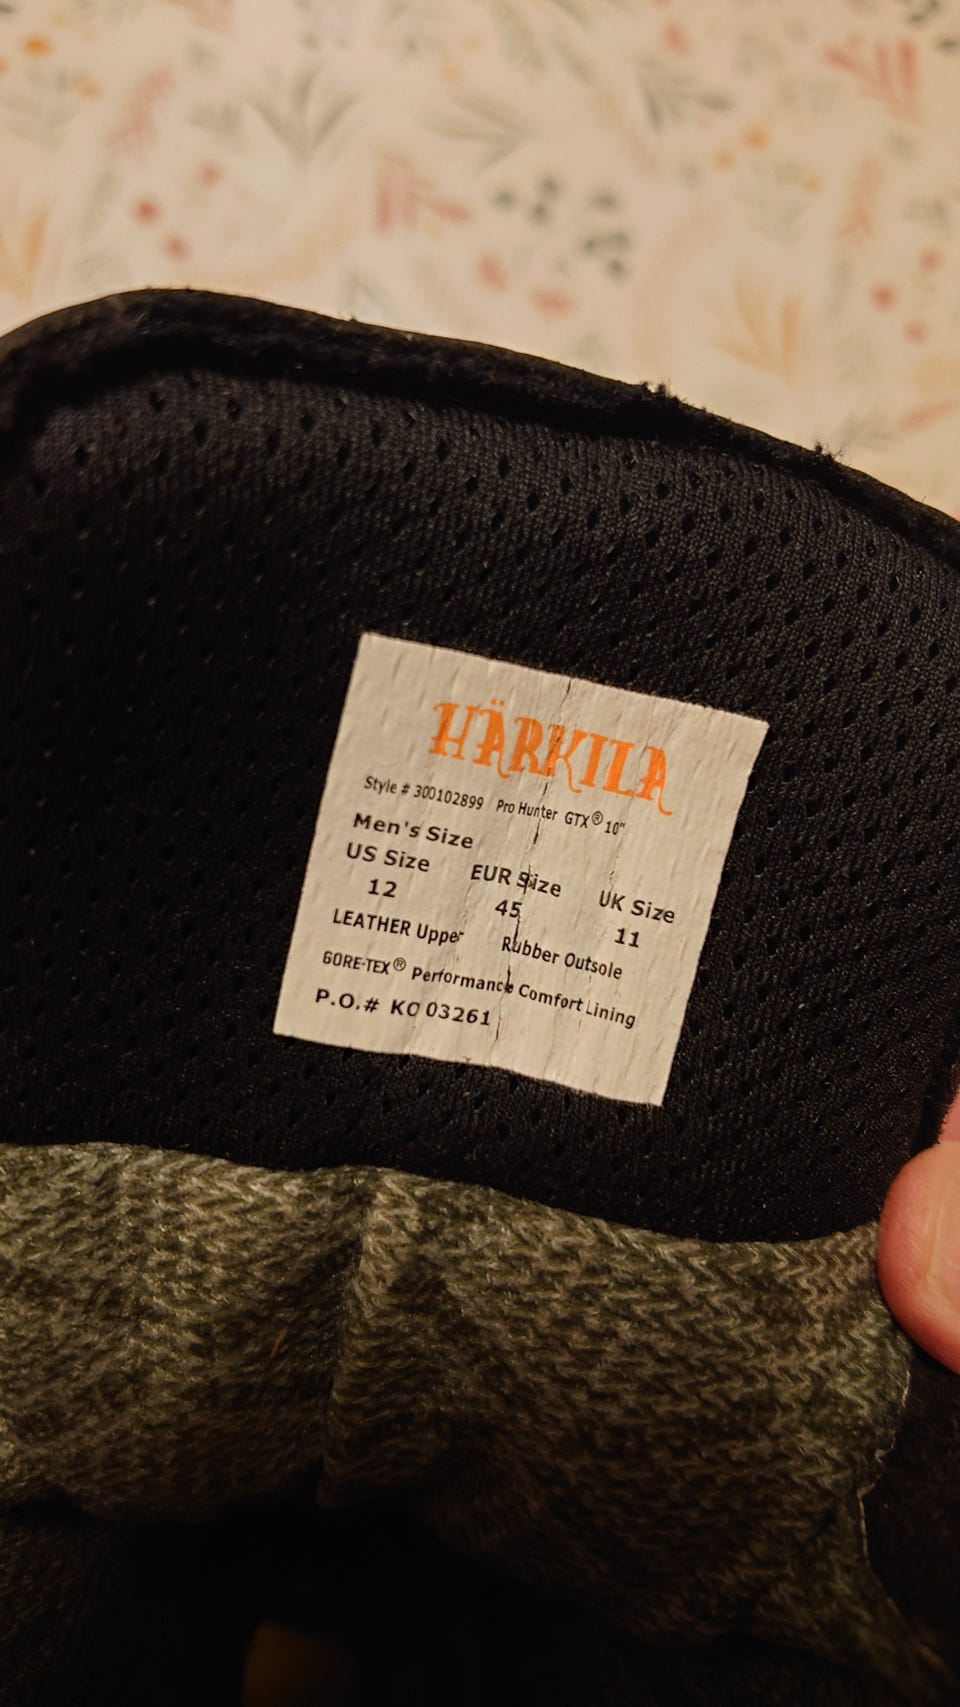 HÄRKILA
Style # 300102899 Pro Hunter GTX® 10"
Men's Size
US Size EUR Size UK Size
12 45 11
LEATHER Upper Rubber Outsole
GORE-TEX® Performance Comfort Lining
P.O.# KO 03261